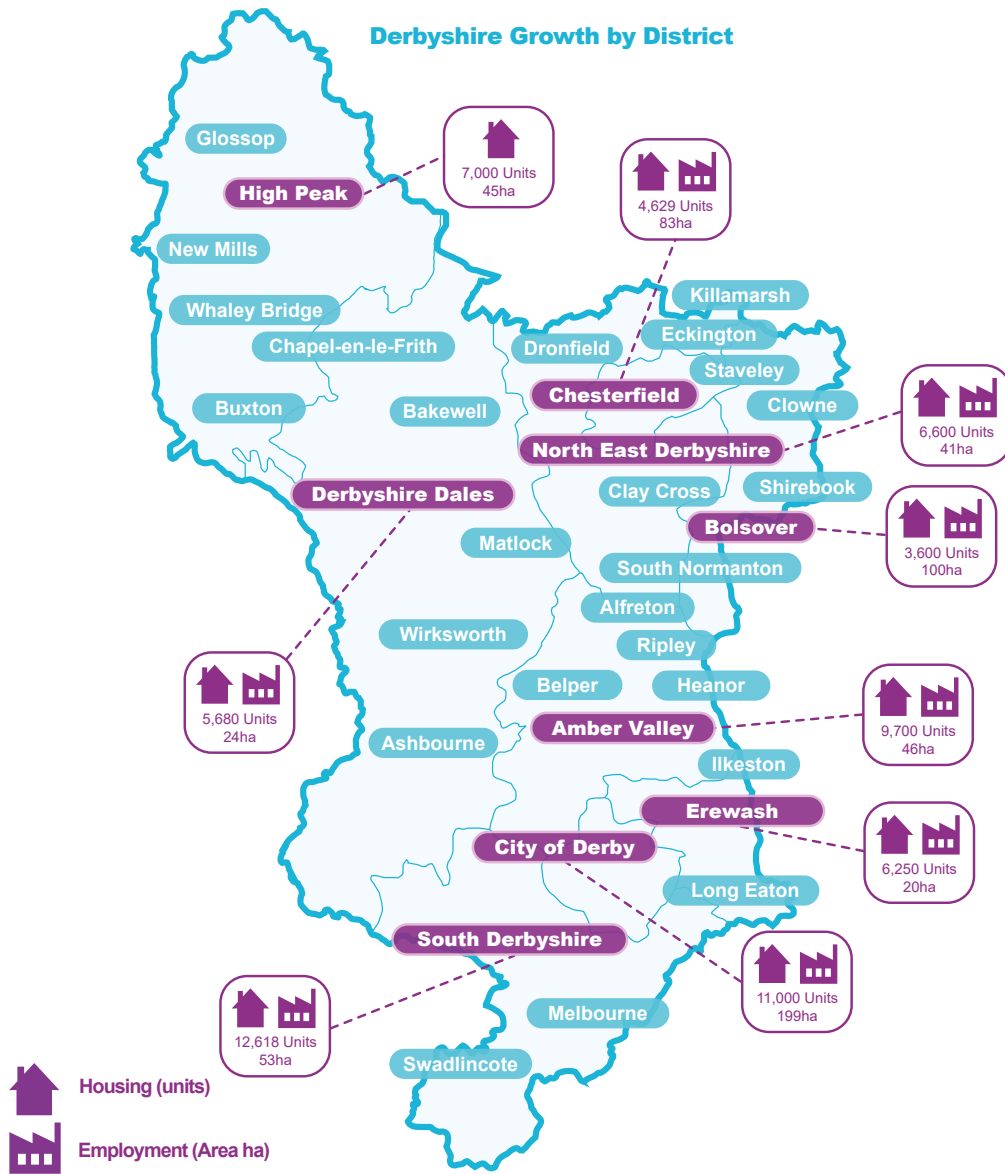 Derbyshire Growth by District
Glossop
High Peak
7,000 Units
45ha
4,629 Units
83ha
New Mills
Killamarsh
Whaley Bridge
Eckington
Chapel-en-le-Frith
Dronfield
Staveley
Chesterfield
Clowne
Buxton
Bakewell
6,600 Units
41ha
North East Derbyshire
Derbyshire Dales
Clay Cross
Shirebook
Bolsover
3,600 Units
100ha
Matlock
South Normanton
Alfreton
Wirksworth
Ripley
Belper
Heanor
5,680 Units
24ha
Amber Valley
9,700 Units
46ha
Ashbourne
Ilkeston
Erewash
City of Derby
6,250 Units
20ha
Long Eaton
South Derbyshire
11,000 Units
199ha
12,618 Units
53ha
Melbourne
Swadlincote
Housing (units)
Employment (Area ha)